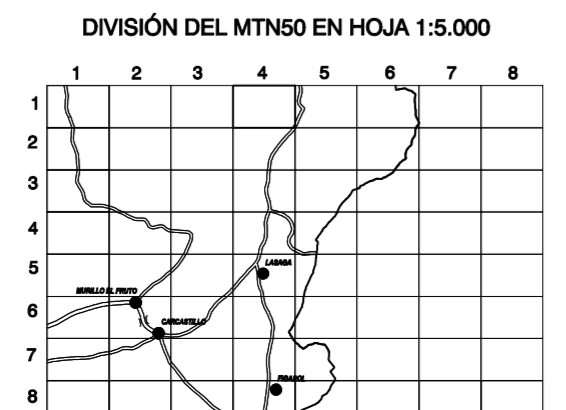 DIVISIÓN DEL MTN50 EN HOJA 1:5.000
1 2 3 4 5 6 7 8
1
2
3
4
5
LASAGA
MURILLO EL FRUTO
6
CARCASTILLO
7
FIGAROL
8